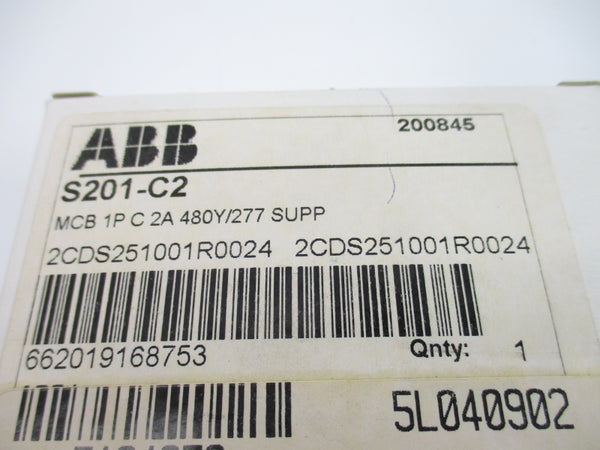 ABB 200845
S201-C2
MCB 1P C 2A 480Y/277 SUPP
2CDS251001R0024 2CDS251001R0024
662019168753 Qnty: 1
5L040902